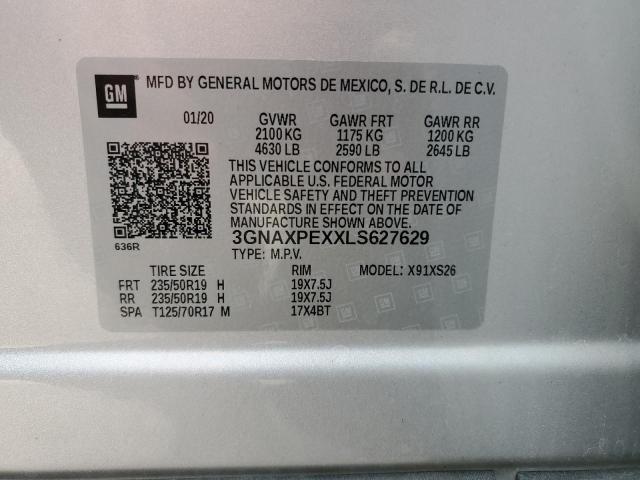 GM
MFD BY GENERAL MOTORS DE MEXICO, S. DE R.L. DE C.V.
01/20 GVWR GAWR FRT GAWR RR
2100 KG 1175 KG 1200 KG
4630 LB 2590 LB 2645 LB
THIS VEHICLE CONFORMS TO ALL
APPLICABLE U.S. FEDERAL MOTOR
VEHICLE SAFETY AND THEFT PREVENTION
STANDARDS IN EFFECT ON THE DATE OF
MANUFACTURE SHOWN ABOVE.
636R
3GNAXPEXXLS627629
TYPE: M.P.V.
TIRE SIZE RIM MODEL: X91XS26
FRT 235/50R19 H 19X7.5J
RR 235/50R19 H 19X7.5J
SPA T125/70R17 M 17X4BT